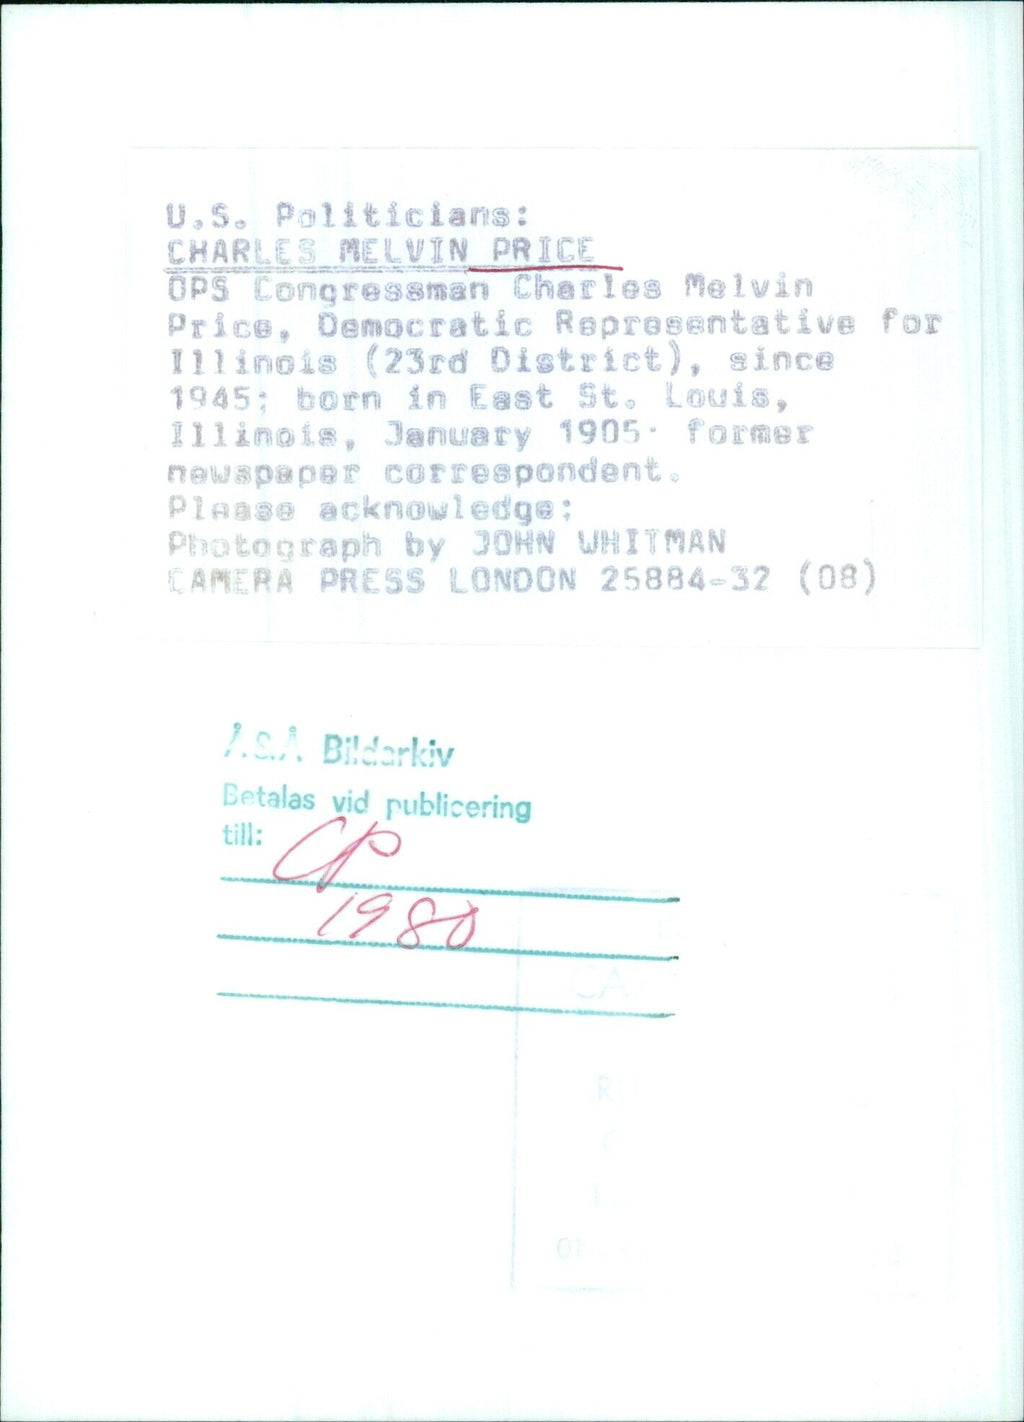 U.S. Politicians:
CHARLES MELVIN PRICE
OPS Congressman Charles Melvin
Price, Democratic Representative for
Illinois (23rd District), since
1945; born in East St. Louis,
Illinois, January 1905. former
newspaper correspondent.
Please acknowledge:
Photograph by JOHN WHITMAN
CAMERA PRESS LONDON 25884-32 (08)
Å.&Å Bildarkiv
Betalas vid publicering
till: CP
1980